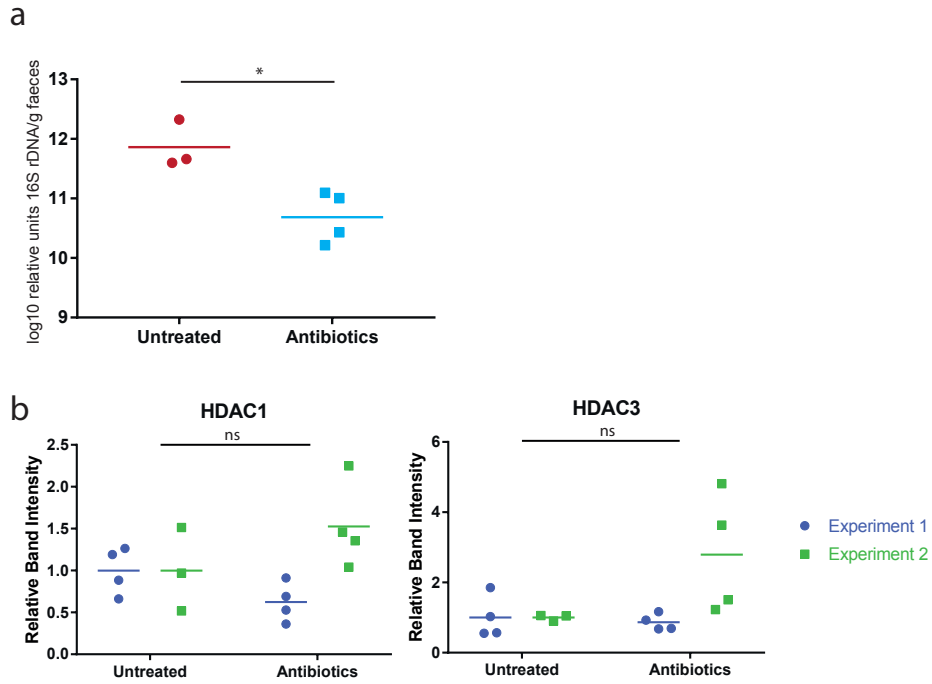 a
log10 relative units 16S rDNA/g faeces
13
12
11
10
9
*
Untreated
Antibiotics
b
HDAC1
Relative Band Intensity
2.5
2.0
1.5
1.0
0.5
0.0
ns
Untreated
Antibiotics
HDAC3
Relative Band Intensity
6
4
2
0
ns
Untreated
Antibiotics
Experiment 1
Experiment 2